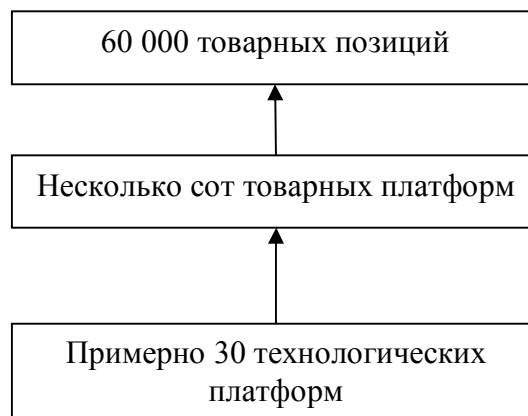 60 000 товарных позиций
Несколько сот товарных платформ
Примерно 30 технологических
платформ